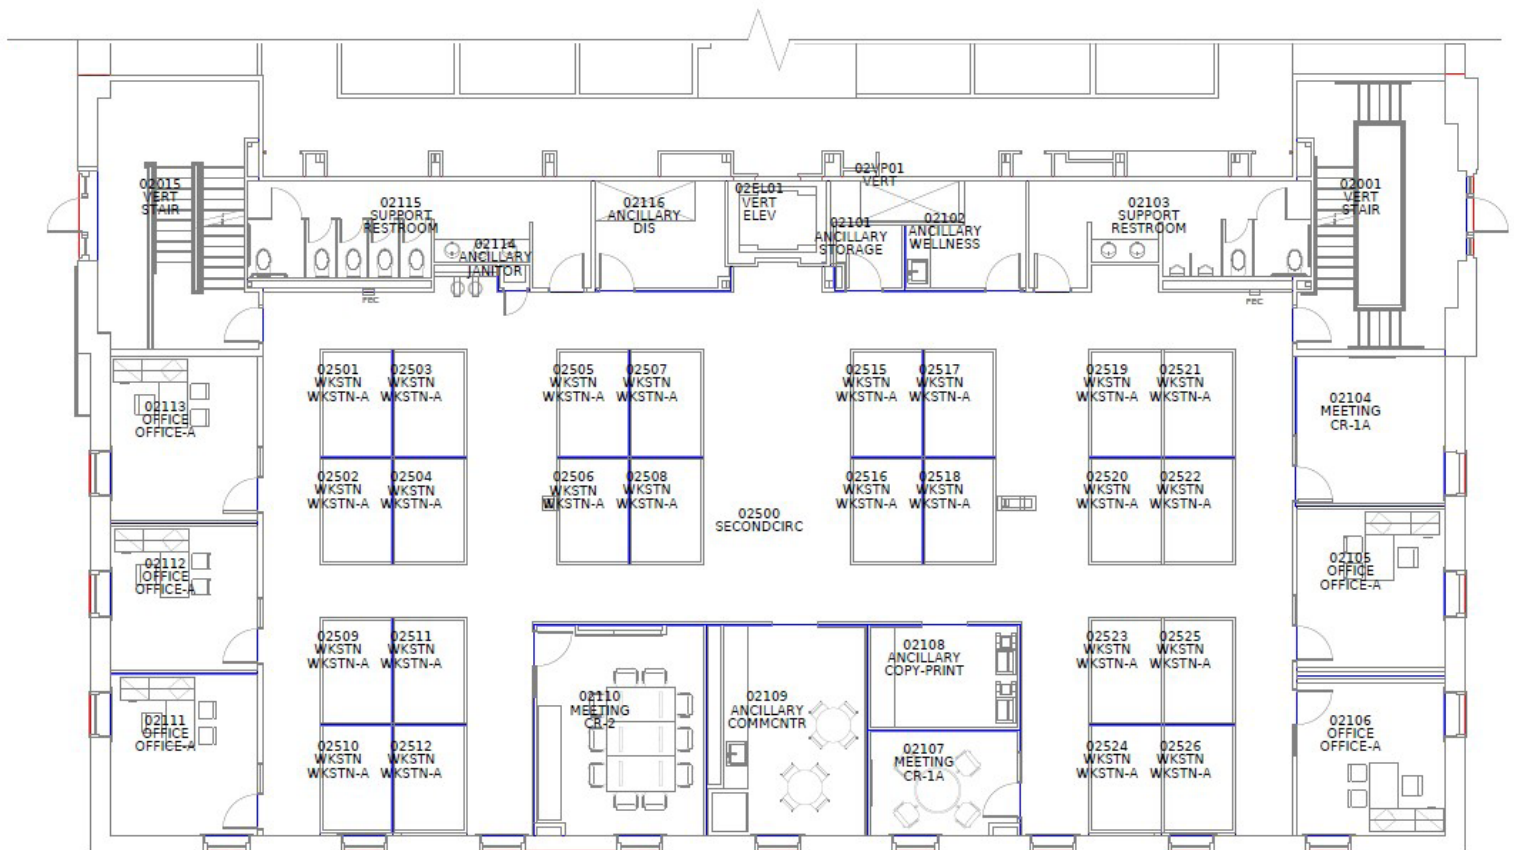 02015
VERT
STAIR
02115
SUPPORT
RESTROOM
02114
ANCILLARY
JANITOR
02116
ANCILLARY
DIS
02EL01
VERT
ELEV
02VP01
VERT
02101
ANCILLARY
STORAGE
02102
ANCILLARY
WELLNESS
02103
SUPPORT
RESTROOM
02001
VERT
STAIR
FEC
FEC
02113
OFFICE
OFFICE-A
02501
WKSTN
WKSTN-A
02503
WKSTN
WKSTN-A
02505
WKSTN
WKSTN-A
02507
WKSTN
WKSTN-A
02515
WKSTN
WKSTN-A
02517
WKSTN
WKSTN-A
02519
WKSTN
WKSTN-A
02521
WKSTN
WKSTN-A
02104
MEETING
CR-1A
02502
WKSTN
WKSTN-A
02504
WKSTN
WKSTN-A
02506
WKSTN
WKSTN-A
02508
WKSTN
WKSTN-A
02500
SECONDCIRC
02516
WKSTN
WKSTN-A
02518
WKSTN
WKSTN-A
02520
WKSTN
WKSTN-A
02522
WKSTN
WKSTN-A
02112
OFFICE
OFFICE-A
02105
OFFICE
OFFICE-A
02509
WKSTN
WKSTN-A
02511
WKSTN
WKSTN-A
02108
ANCILLARY
COPY-PRINT
02523
WKSTN
WKSTN-A
02525
WKSTN
WKSTN-A
02111
OFFICE
OFFICE-A
02110
MEETING
CR-2
02109
ANCILLARY
COMMCNTR
02106
OFFICE
OFFICE-A
02510
WKSTN
WKSTN-A
02512
WKSTN
WKSTN-A
02107
MEETING
CR-1A
02524
WKSTN
WKSTN-A
02526
WKSTN
WKSTN-A